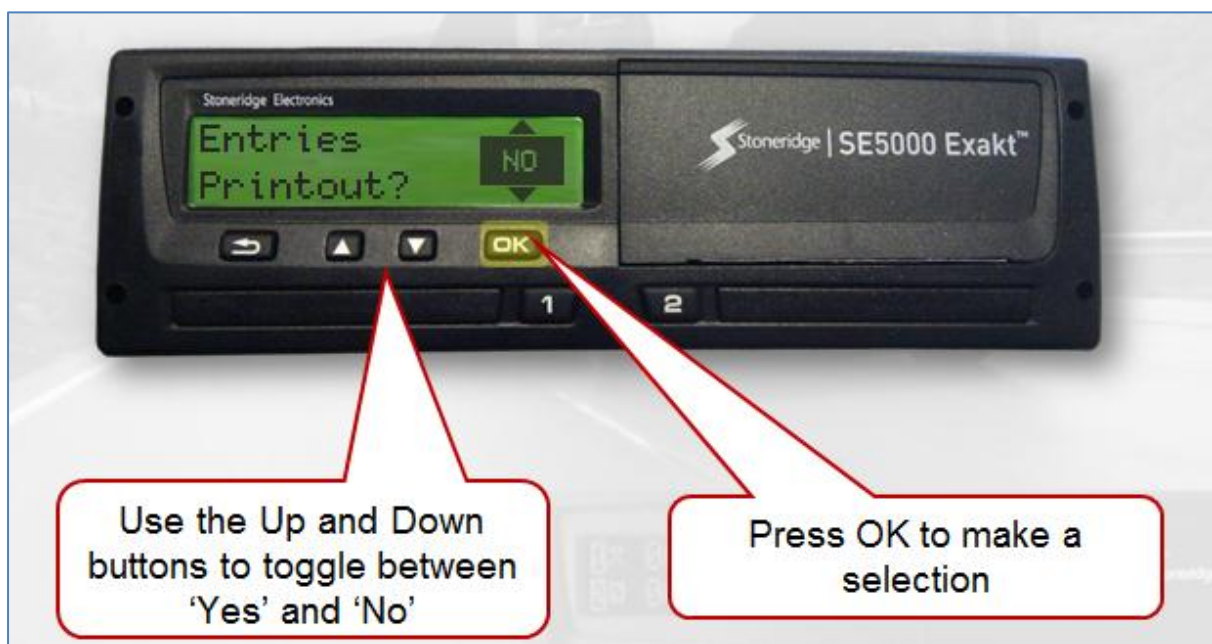 Stoneridge Electronics
Entries
NO
Printout?
Stoneridge | SE5000 Exakt™
OK
1
2
Use the Up and Down
buttons to toggle between
‘Yes’ and ‘No’
Press OK to make a
selection